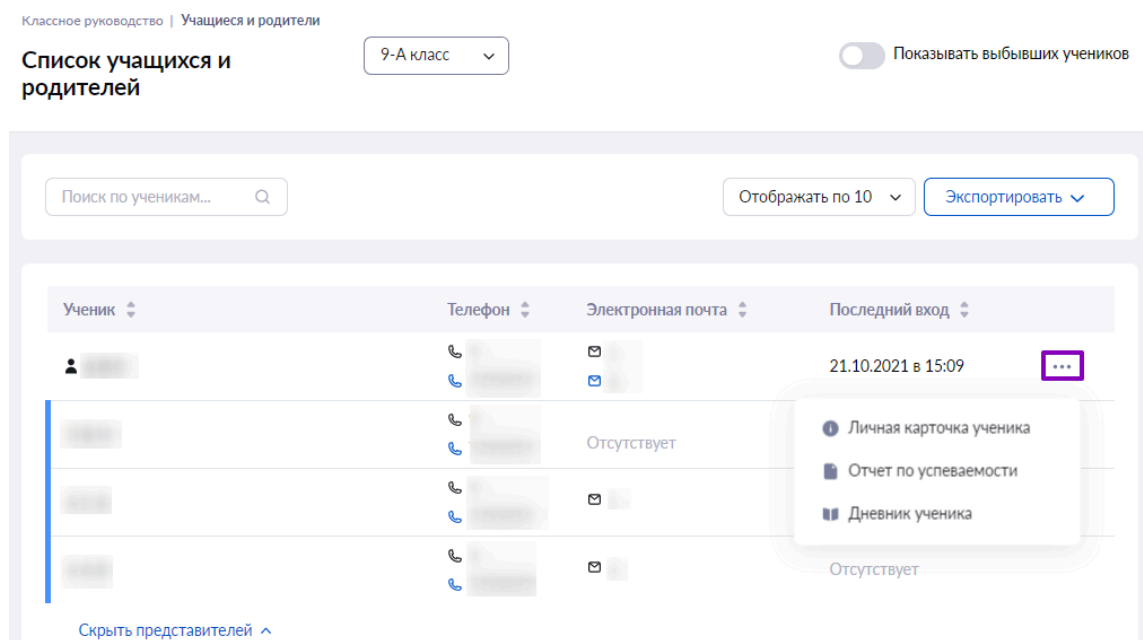 Классное руководство | Учащиеся и родители
Список учащихся и
родителей
9-А класс
Показывать выбывших учеников
Поиск по ученикам...
Отображать по 10
Экспортировать
Ученик Телефон Электронная почта Последний вход
21.10.2021 в 15:09
Личная карточка ученика
Отсутствует
Отчет по успеваемости
Дневник ученика
Отсутствует
Скрыть представителей